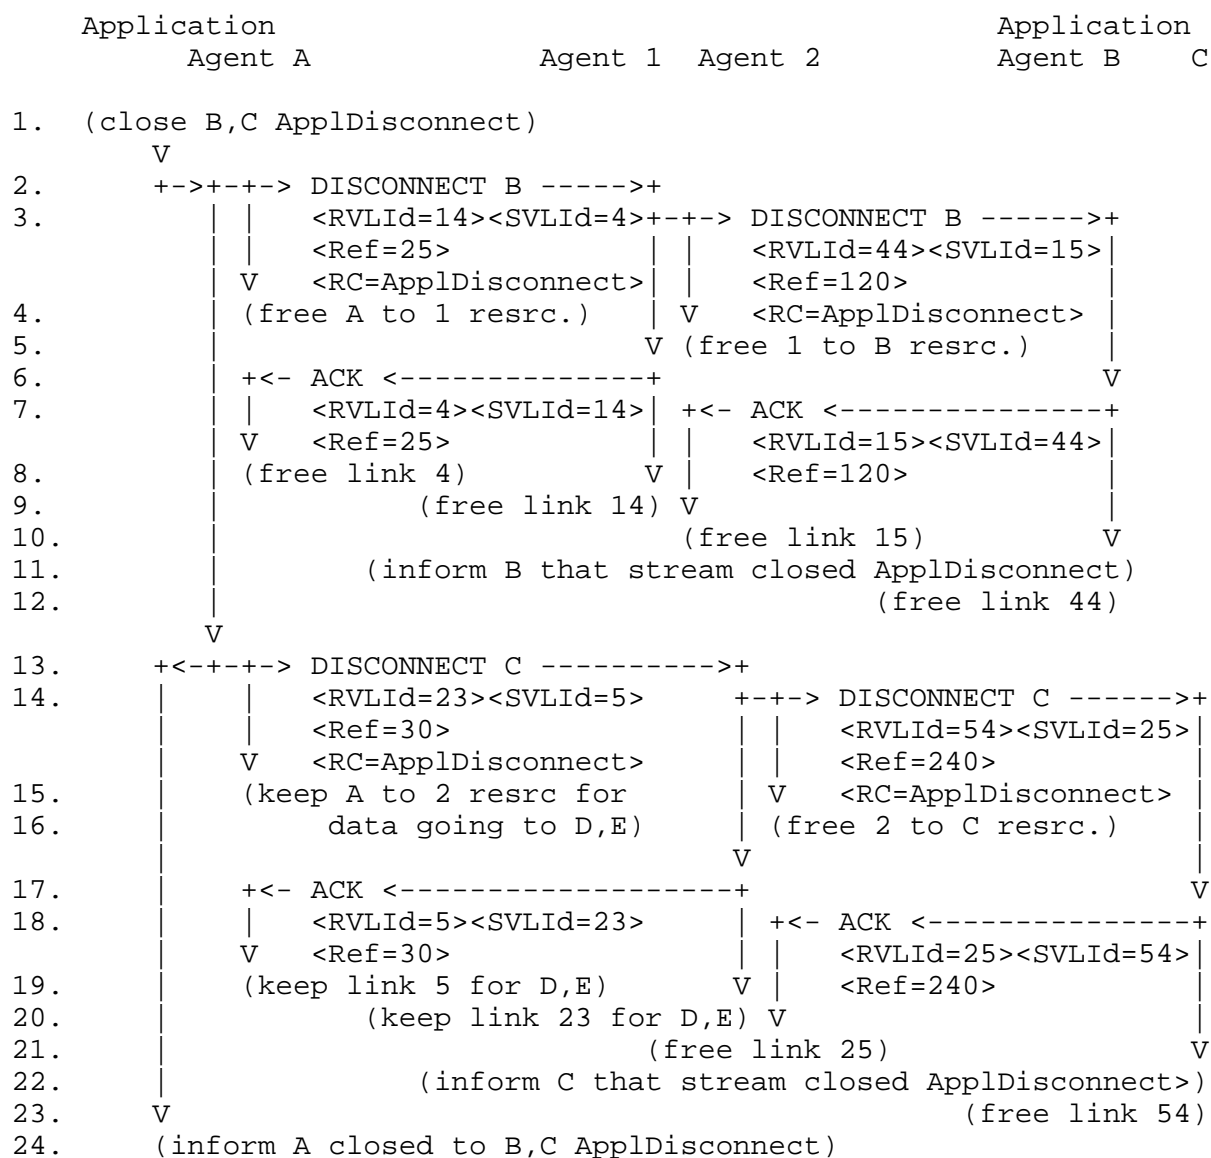 Application                                           Application
          Agent A              Agent 1  Agent 2           Agent B    C

1.  (close B,C ApplDisconnect)
        V
2.      +->+-+-> DISCONNECT B ----->+
3.         | |   <RVLId=14><SVLId=4>+-+-> DISCONNECT B ------>+
           | |   <Ref=25>           | |   <RVLId=44><SVLId=15>|
           | V   <RC=ApplDisconnect>| |   <Ref=120>           |
4.         | (free A to 1 resrc.)   | V   <RC=ApplDisconnect> |
5.         |                        V (free 1 to B resrc.)    |
6.         | +<- ACK <--------------+                         V
7.         | |   <RVLId=4><SVLId=14>| +<- ACK <---------------+
           | V   <Ref=25>           | |   <RVLId=15><SVLId=44>|
8.         | (free link 4)          V |   <Ref=120>           |
9.         |            (free link 14) V                      |
10.        |                          (free link 15)          V
11.        |        (inform B that stream closed ApplDisconnect)
12.        |                                    (free link 44)
           V
13.     +<-+-+-> DISCONNECT C ---------->+
14.     |    |   <RVLId=23><SVLId=5>     +-+-> DISCONNECT C ------>+
        |    |   <Ref=30>                | |   <RVLId=54><SVLId=25>|
        |    V   <RC=ApplDisconnect>     | |   <Ref=240>           |
15.     |    (keep A to 2 resrc for      | V   <RC=ApplDisconnect> |
16.     |         data going to D,E)     | (free 2 to C resrc.)    |
        |                                V                         |
17.     |    +<- ACK <-------------------+                         V
18.     |    |   <RVLId=5><SVLId=23>     | +<- ACK <---------------+
        |    V   <Ref=30>                | |   <RVLId=25><SVLId=54>|
19.     |    (keep link 5 for D,E)       V |   <Ref=240>           |
20.     |           (keep link 23 for D,E) V                       |
21.     |                           (free link 25)                 V
22.     |              (inform C that stream closed ApplDisconnect>)
23.     V                                             (free link 54)
24.     (inform A closed to B,C ApplDisconnect)